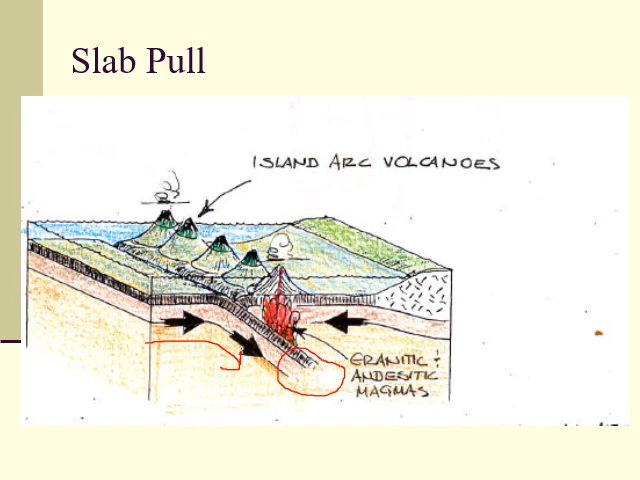 Slab Pull
ISLAND ARC VOLCANOES
GRANITIC +
ANDESITIC
MAGMAS